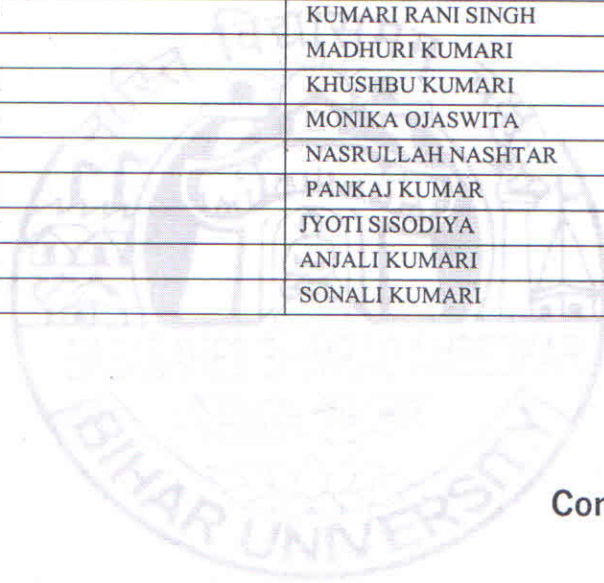 KUMARI RANI SINGH
MADHURI KUMARI
KHUSHBU KUMARI
MONIKA OJASWITA
NASRULLAH NASHTAR
PANKAJ KUMAR
JYOTI SISODIYA
ANJALI KUMARI
SONALI KUMARI
BIHAR UNIVERSITY